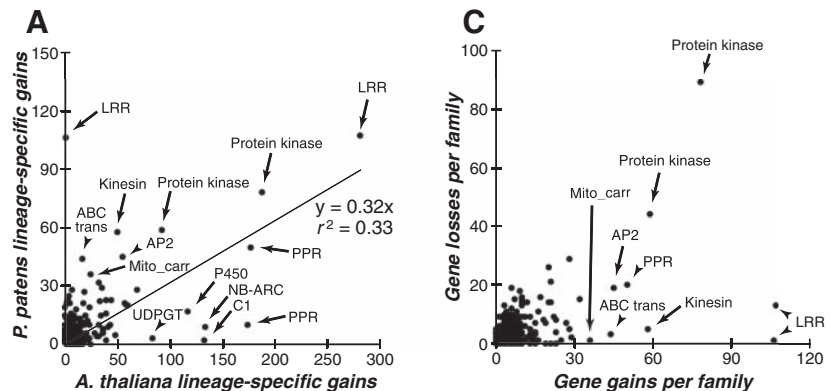 A
P. patens lineage-specific gains
150
120
90
60
30
0
0
50
100
150
200
250
300
A. thaliana lineage-specific gains
LRR
LRR
Protein kinase
Kinesin
Protein kinase
ABC
trans
AP2
Mito_carr
y = 0.32x
r² = 0.33
PPR
P450
NB-ARC
C1
UDPGT
PPR
C
Gene losses per family
100
80
60
40
20
0
0
30
60
90
120
Gene gains per family
Protein kinase
Protein kinase
Mito_carr
AP2
PPR
ABC trans
Kinesin
LRR